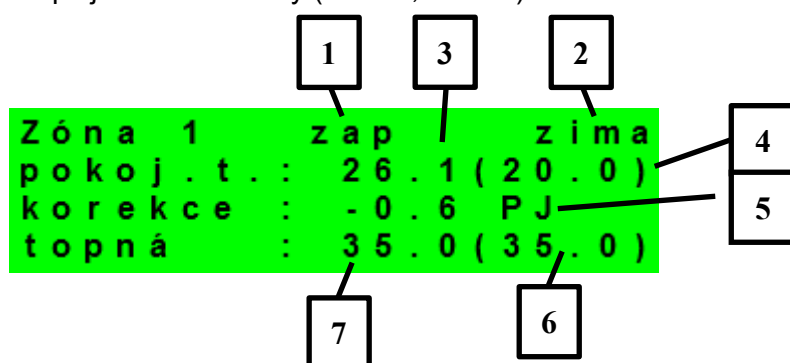 1 3 2
Zóna 1 zap zima
pokoj.t.: 26.1(20.0)
4
korekce : -0.6 PJ
5
topná : 35.0(35.0)
7 6